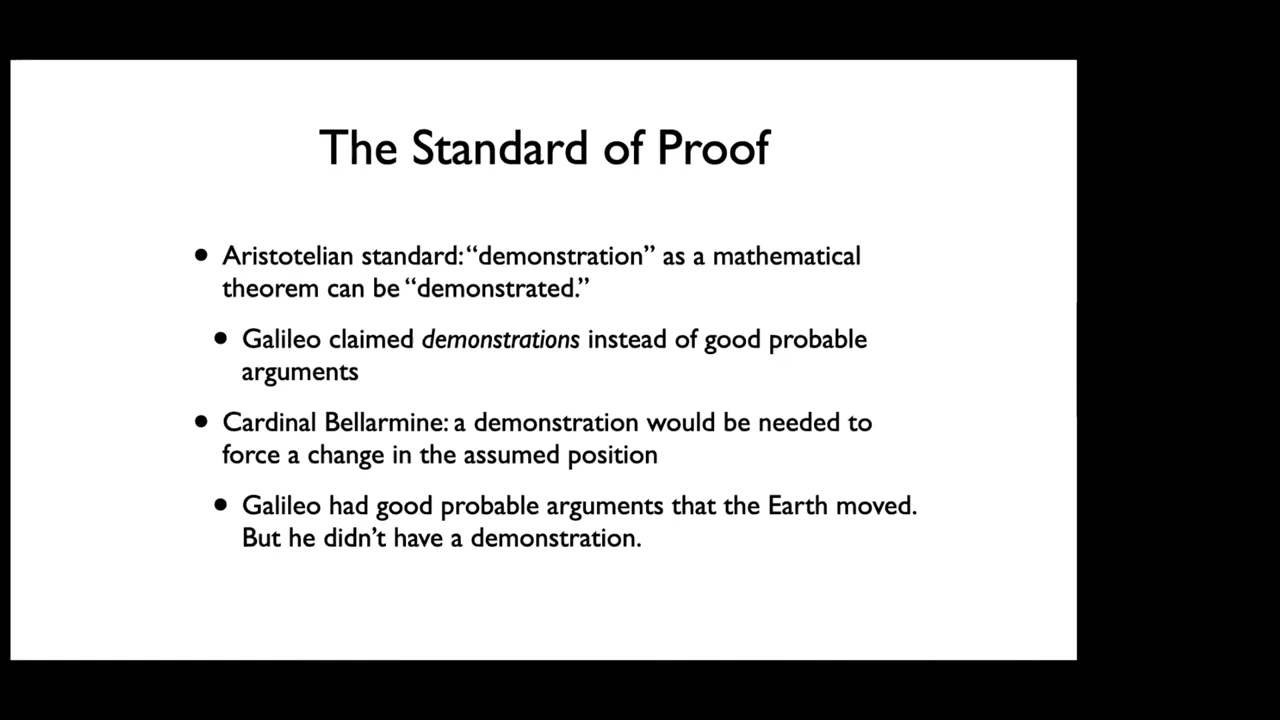 The Standard of Proof
• Aristotelian standard: “demonstration” as a mathematical
theorem can be “demonstrated.”
• Galileo claimed demonstrations instead of good probable
arguments
• Cardinal Bellarmine: a demonstration would be needed to
force a change in the assumed position
• Galileo had good probable arguments that the Earth moved.
But he didn’t have a demonstration.